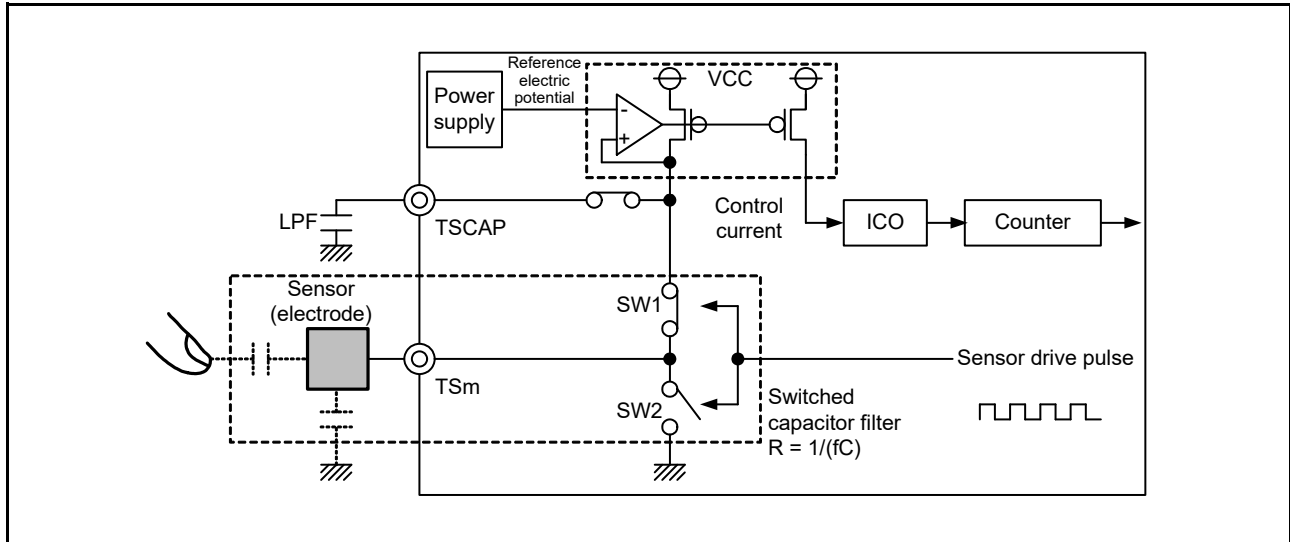 Power
supply
Reference
electric
potential
VCC
-
+
LPF
TSCAP
Control
current
ICO
Counter
Sensor
(electrode)
SW1
TSm
SW2
Sensor drive pulse
Switched
capacitor filter
R = 1/(fC)